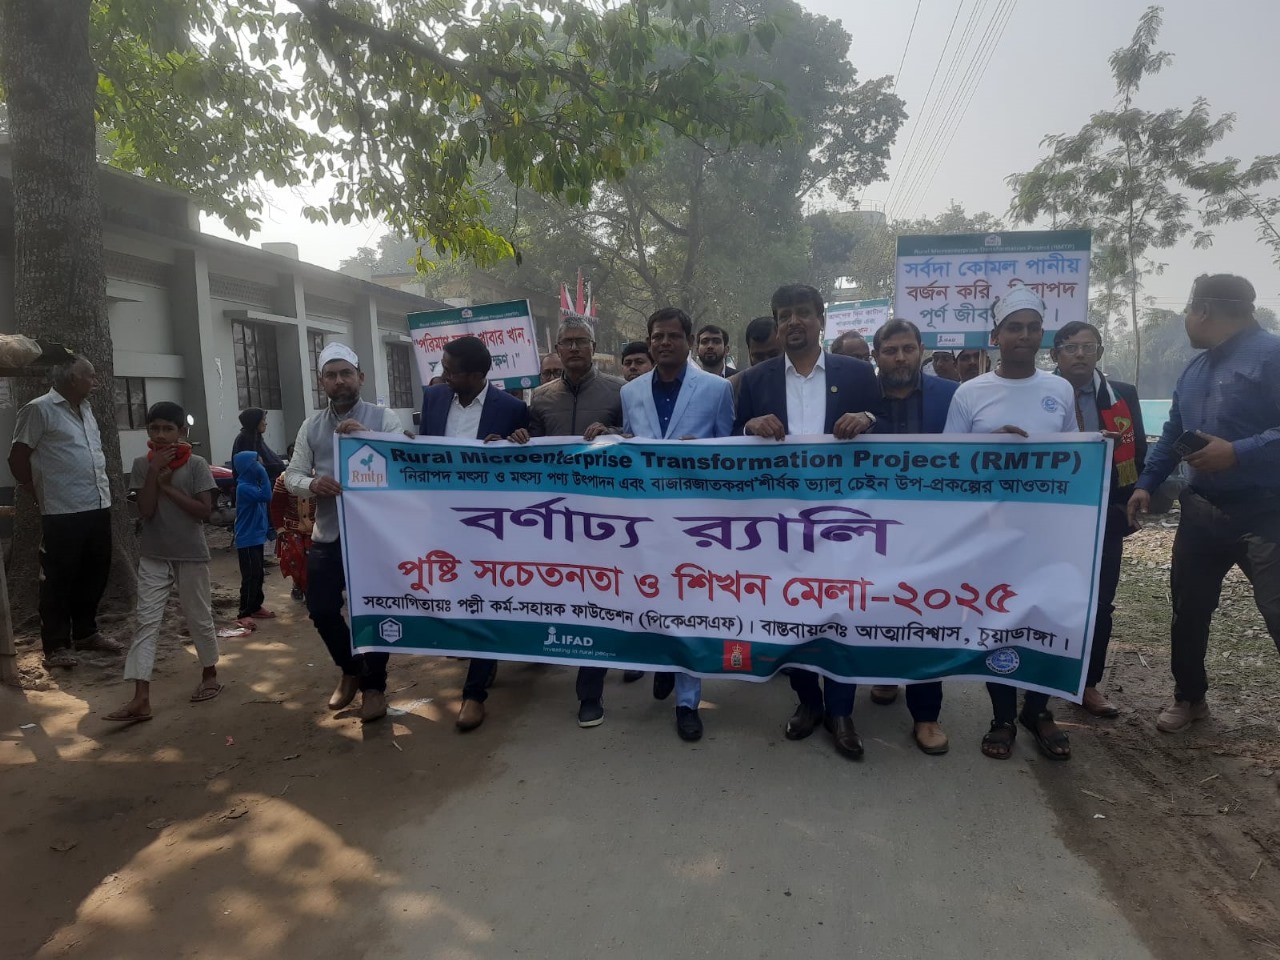 Rural Microenterprise Transformation Project (RMTP)
সর্বদা কোমল পানীয়
বর্জন করি, নিরাপদ
পূর্ণ জীব
"পরিমাণ খাবার খান,
Rmtp
Rural Microenterprise Transformation Project (RMTP)
'নিরাপদ মৎস্য ও মৎস্য পণ্য উৎপাদন এবং বাজারজাতকরণ' শীর্ষক ভ্যালু চেইন উপ-প্রকল্পের আওতায়
বর্ণাঢ্য র‍্যালি
পুষ্টি সচেতনতা ও শিখন মেলা-২০২৫
সহযোগিতায়ঃ পল্লী কর্ম-সহায়ক ফাউন্ডেশন (পিকেএসএফ)। বাস্তবায়নেঃ আত্মবিশ্বাস, চুয়াডাঙ্গা।
IFAD
Investing in rural people